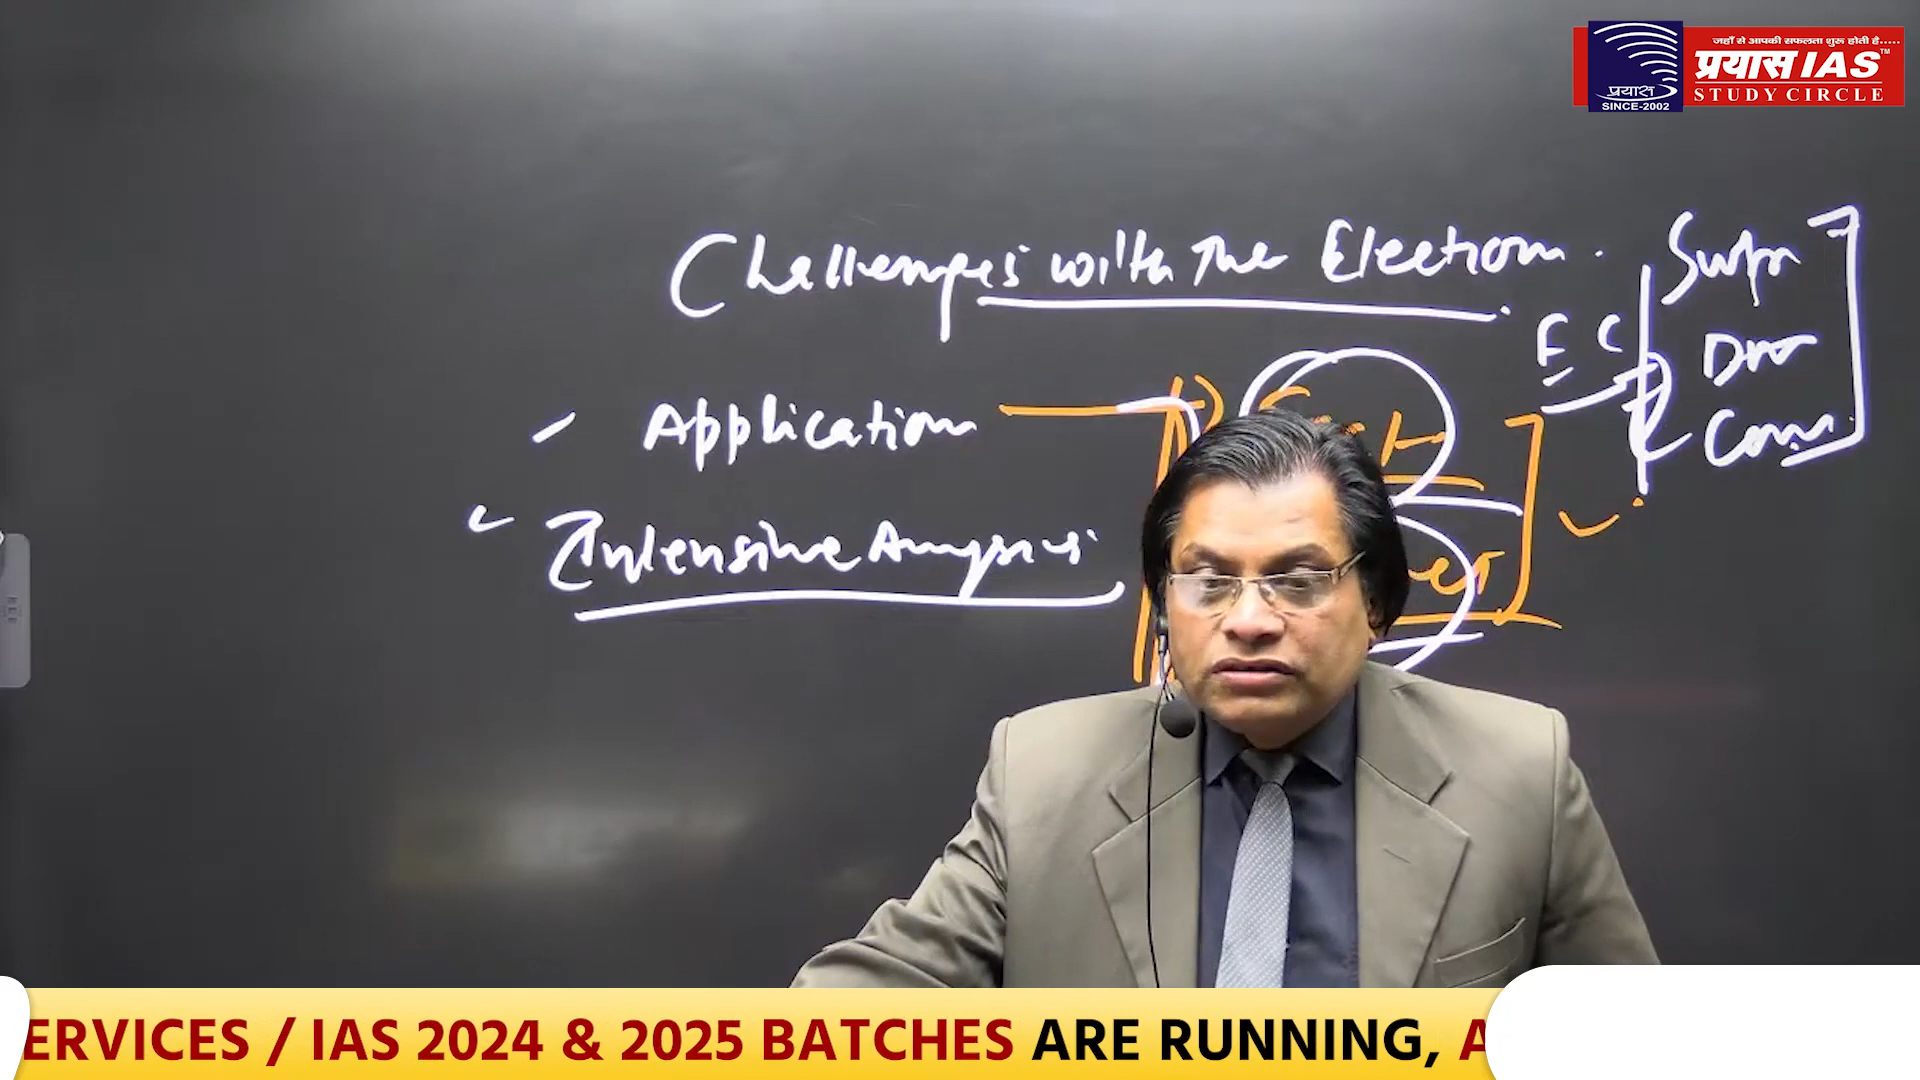 जहाँ से आपकी सफलता शुरू होती है.....
प्रयास IAS TM
STUDY CIRCLE
प्रयास
SINCE-2002
Challenges with the Election.
E C
Application
Intensive Analysis
ERVICES / IAS 2024 & 2025 BATCHES ARE RUNNING, A